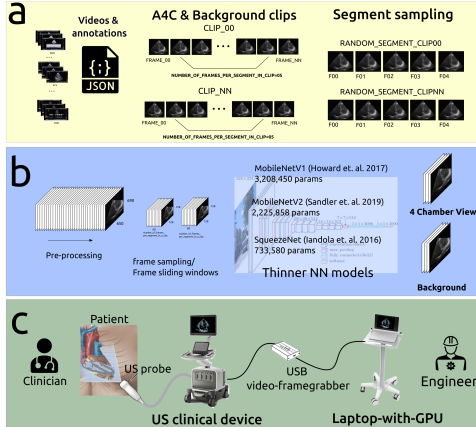 a
Videos & annotations
{;}
JSON
A4C & Background clips
CLIP_00
FRAME_00
FRAME_NN
NUMBER_OF_FRAMES_PER_SEGMENT_IN_CLIP=05
CLIP_NN
FRAME_00
FRAME_NN
NUMBER_OF_FRAMES_PER_SEGMENT_IN_CLIP=05
Segment sampling
RANDOM_SEGMENT_CLIP00
F00 F01 F02 F03 F04
RANDOM_SEGMENT_CLIPNN
F00 F01 F02 F03 F04
b
Pre-processing
frame sampling/
Frame sliding windows
MobileNetV1 (Howard et. al. 2017)
3,208,450 params
MobileNetV2 (Sandler et. al. 2019)
2,225,858 params
SqueezeNet (Iandola et. al. 2016)
733,580 params
Thinner NN models
4 Chamber View
Background
c
Clinician
Patient
US probe
US clinical device
USB
video-framegrabber
Laptop-with-GPU
Engineer